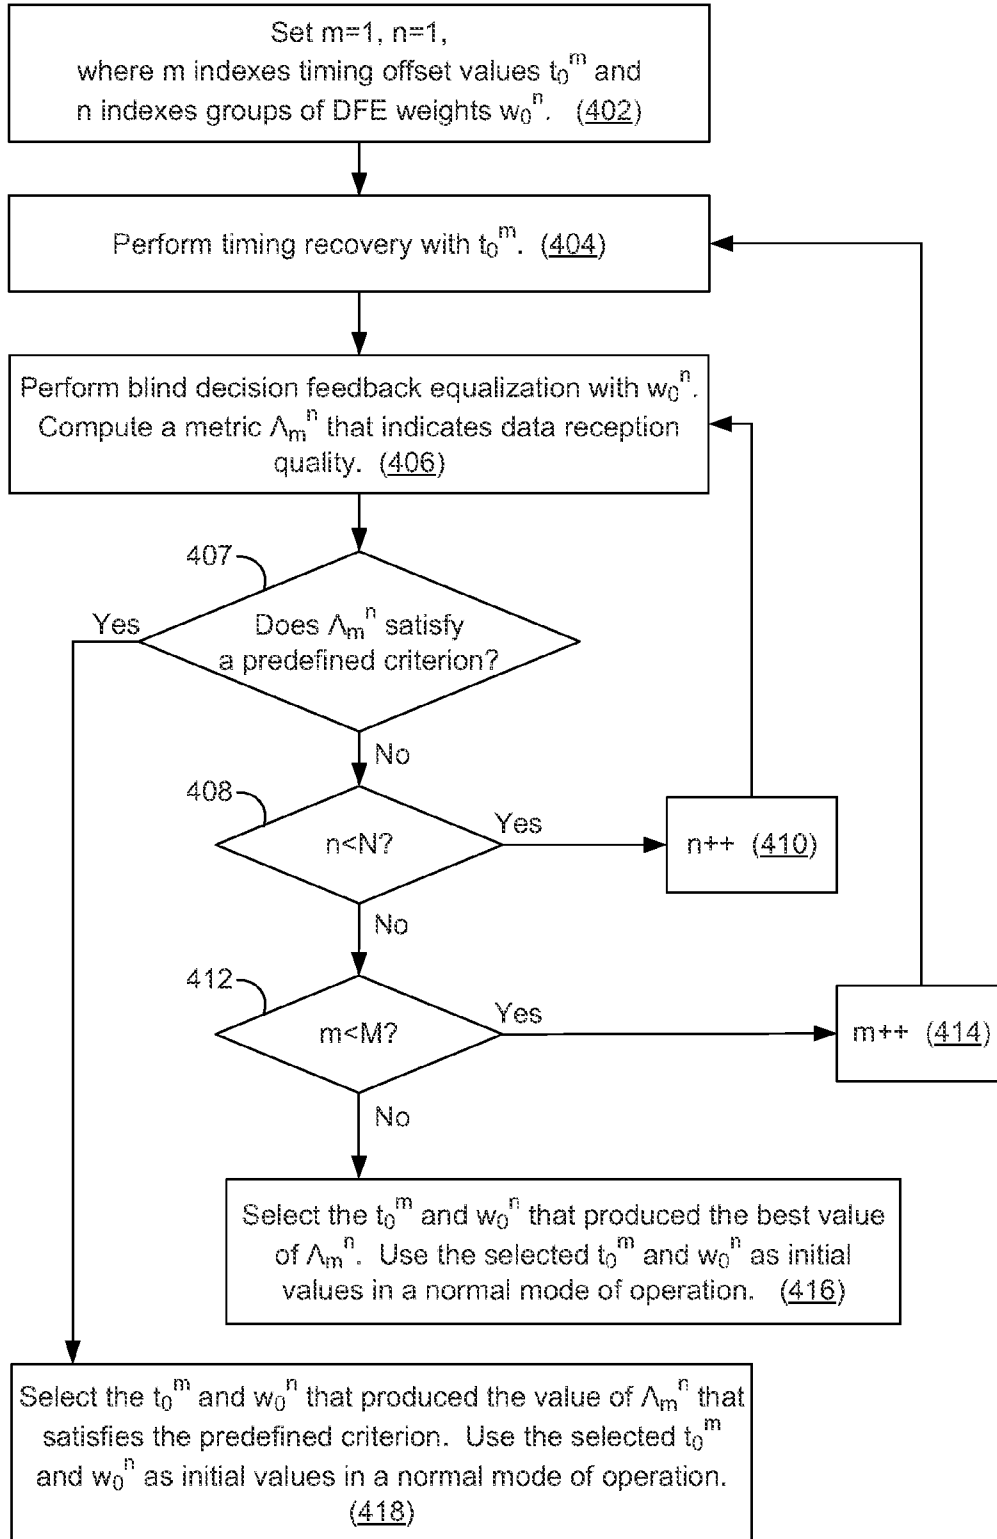 Set m=1, n=1,
where m indexes timing offset values t₀ᵐ and
n indexes groups of DFE weights w₀ⁿ. (402)
Perform timing recovery with t₀ᵐ. (404)
Perform blind decision feedback equalization with w₀ⁿ.
Compute a metric Λₘⁿ that indicates data reception
quality. (406)
407
Yes
Does Λₘⁿ satisfy
a predefined criterion?
No
408
n<N?
Yes
n++ (410)
No
412
m<M?
Yes
m++ (414)
No
Select the t₀ᵐ and w₀ⁿ that produced the best value
of Λₘⁿ. Use the selected t₀ᵐ and w₀ⁿ as initial
values in a normal mode of operation. (416)
Select the t₀ᵐ and w₀ⁿ that produced the value of Λₘⁿ that
satisfies the predefined criterion. Use the selected t₀ᵐ
and w₀ⁿ as initial values in a normal mode of operation.
(418)